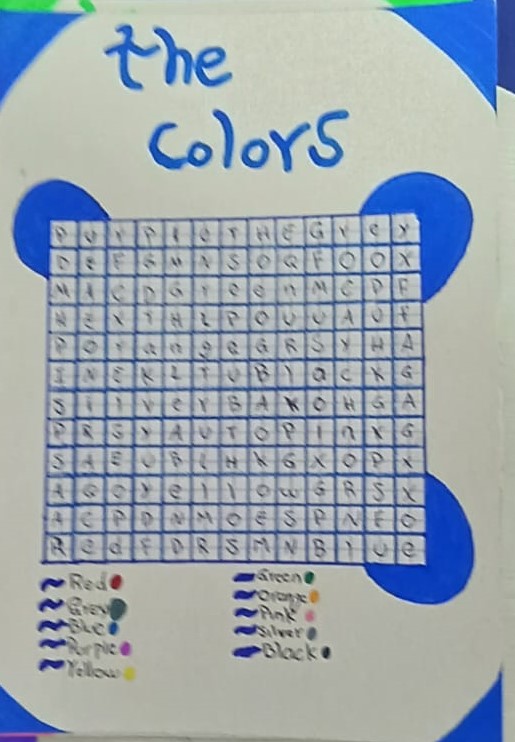 the
colors
P U r P l e T H E G r e y
D E F G M N S O Q F O O X
M A C D G r e e n M C D F
H E X T H L P O U U A U F
P O r a n g e G R S Y H A
I N E K L T U B l a c K G
S i l v e r B A K O H G A
P R S Y A U T O P I n K G
S A E U B L H K G X O P X
A G O Y e l l o w G R S X
A C P D N M O E S P N F O
R e d F D R S M N B l u e
Red
Grey
Blue
Purple
Yellow
Green
Orange
Pink
Silver
Black